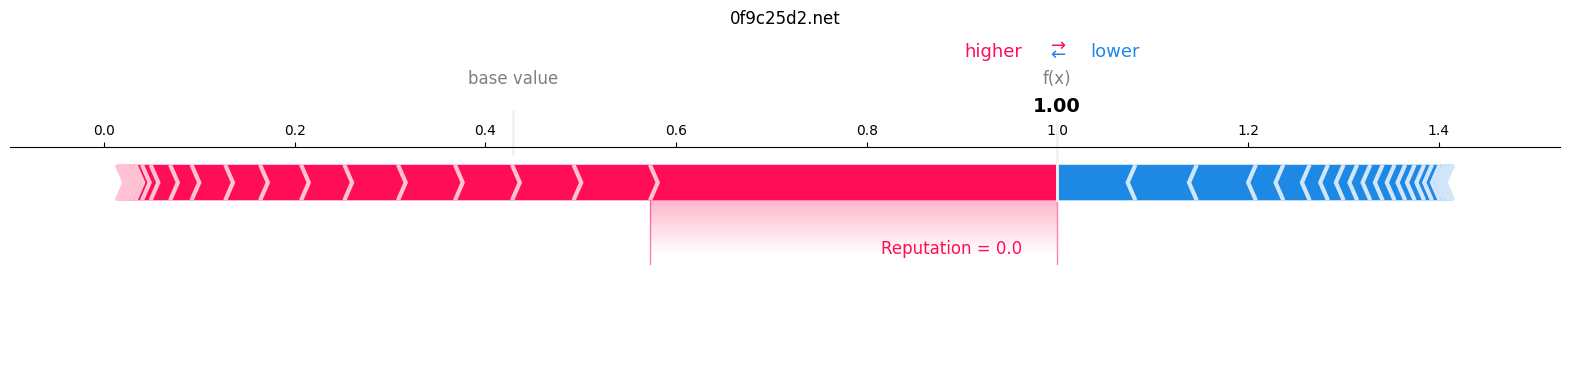 0f9c25d2.net
higher ⇄ lower
base value f(x)
1.00
0.0 0.2 0.4 0.6 0.8 1.0 1.2 1.4
Reputation = 0.0